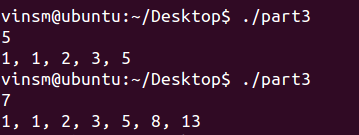 vinsm@ubuntu:~/Desktop$ ./part3
5
1, 1, 2, 3, 5
vinsm@ubuntu:~/Desktop$ ./part3
7
1, 1, 2, 3, 5, 8, 13